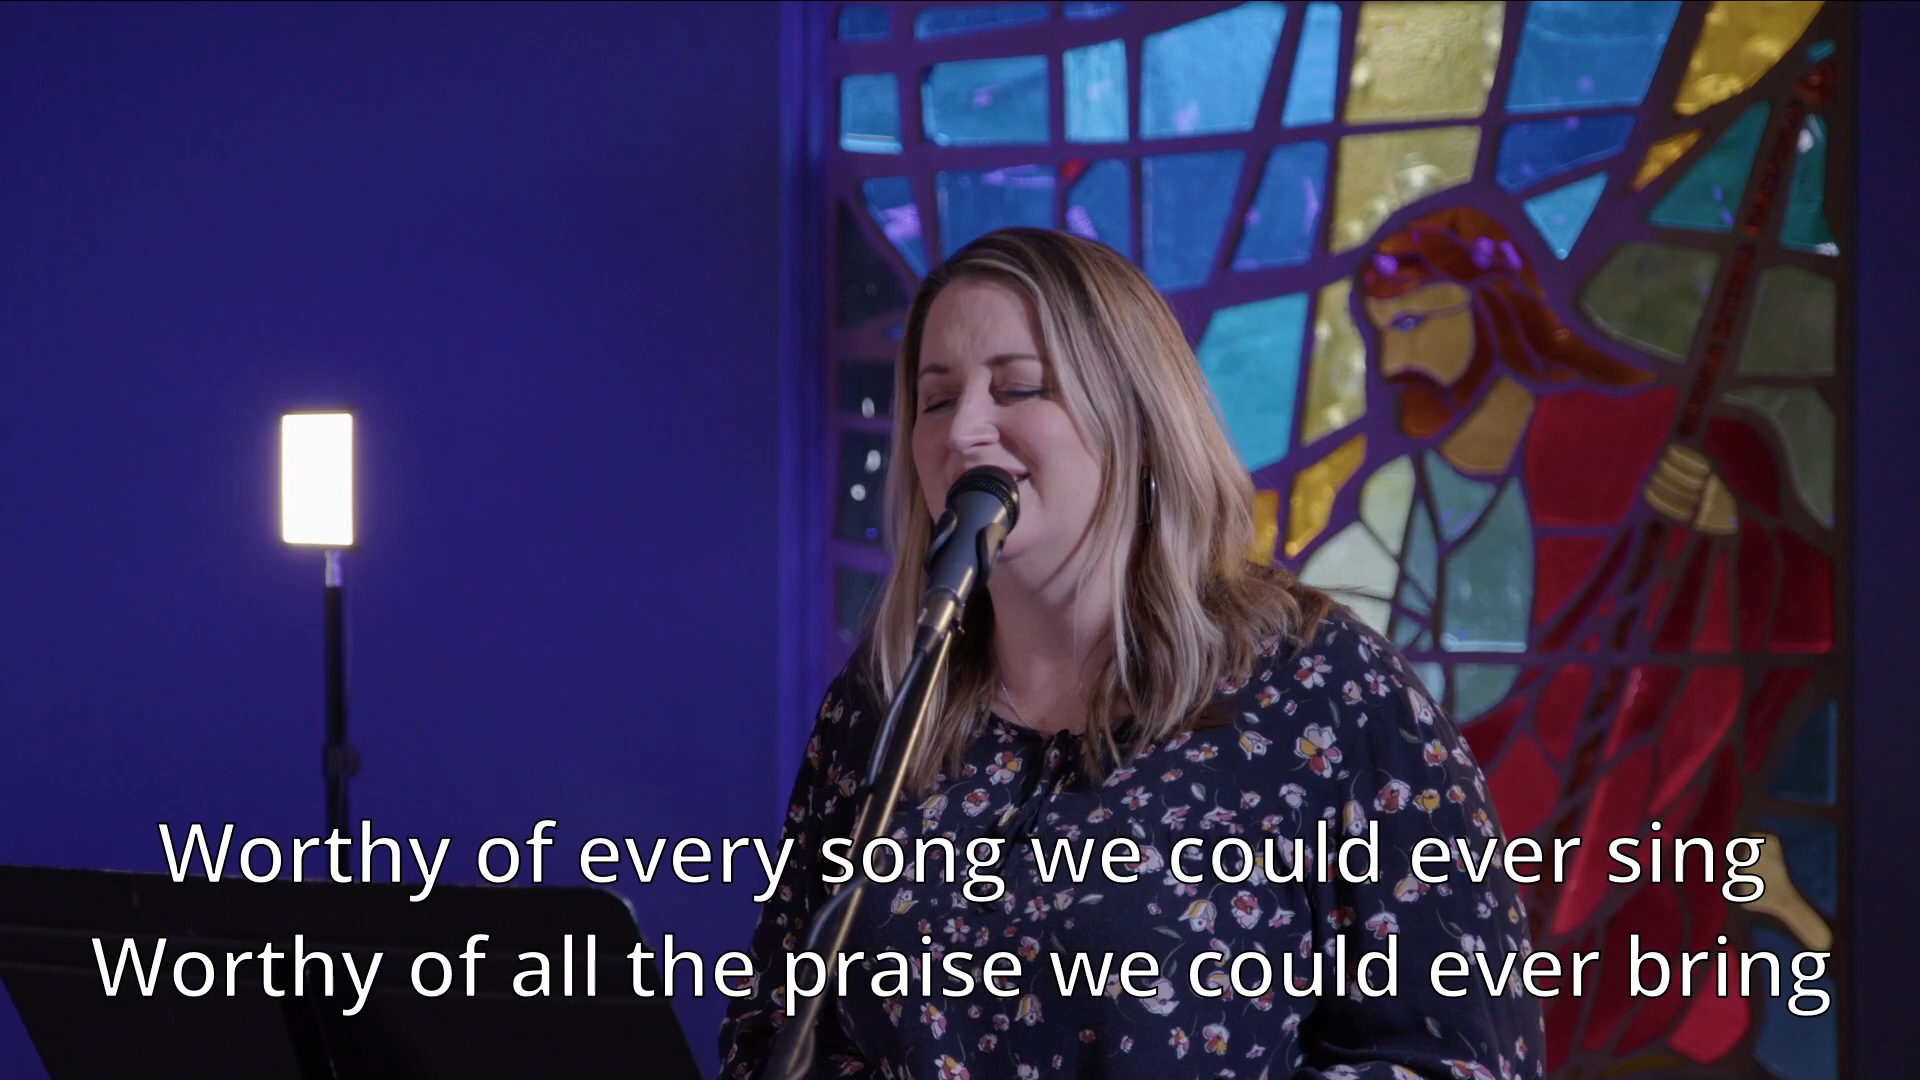 Worthy of every song we could ever sing
Worthy of all the praise we could ever bring